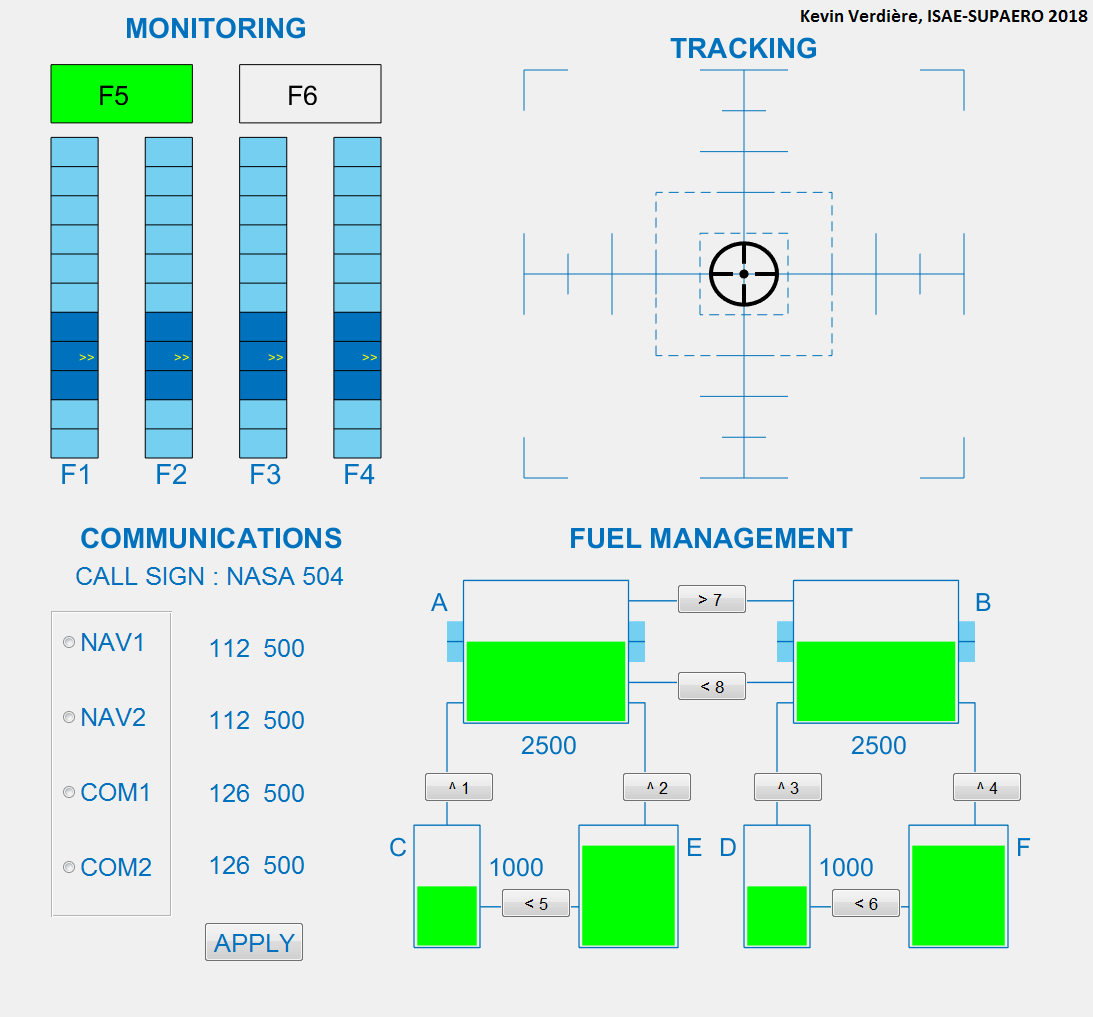 Kevin Verdière, ISAE-SUPAERO 2018
MONITORING
TRACKING
F5 F6
>> >> >> >>
F1 F2 F3 F4
COMMUNICATIONS
CALL SIGN : NASA 504
NAV1 112 500
NAV2 112 500
COM1 126 500
COM2 126 500
APPLY
FUEL MANAGEMENT
A > 7 B
< 8
2500 2500
^ 1 ^ 2 ^ 3 ^ 4
C E D F
1000 1000
< 5 < 6